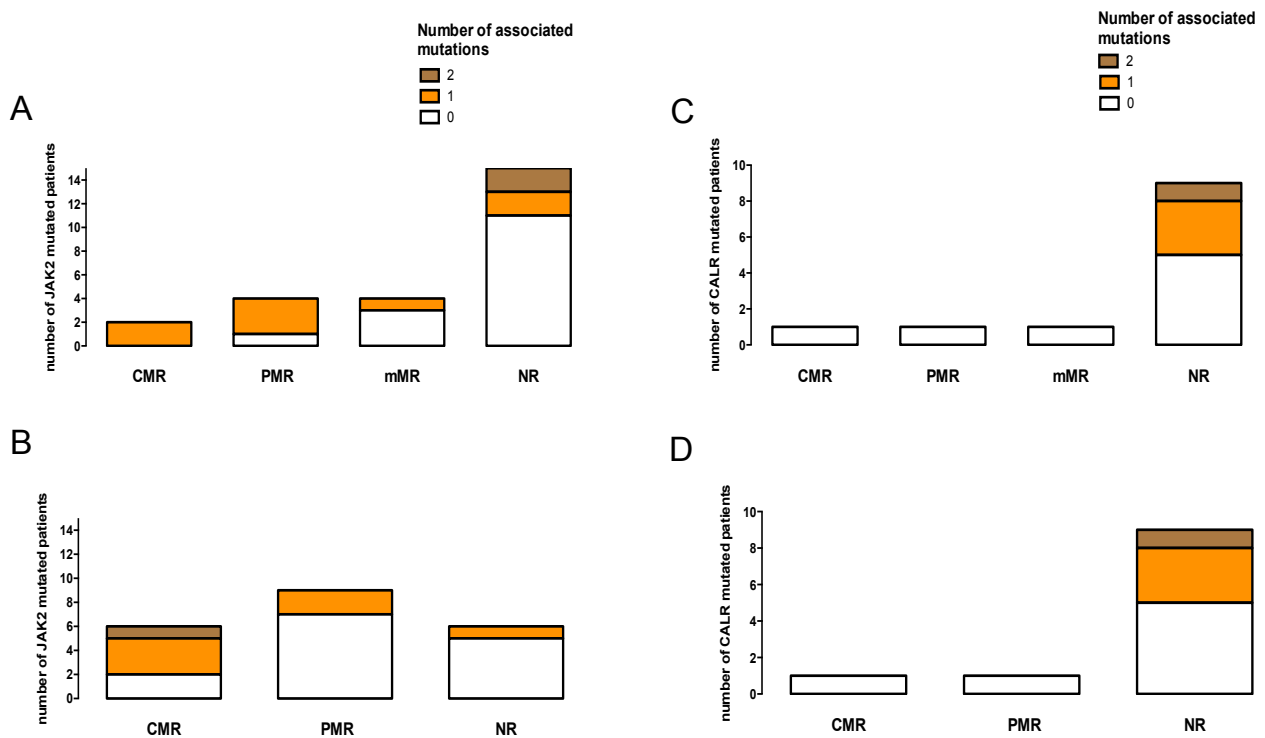 A
Number of associated
mutations
2
1
0
number of JAK2 mutated patients
14
12
10
8
6
4
2
0
CMR PMR mMR NR
C
Number of associated
mutations
2
1
0
number of CALR mutated patients
10
8
6
4
2
0
CMR PMR mMR NR
B
number of JAK2 mutated patients
14
12
10
8
6
4
2
0
CMR PMR NR
D
number of CALR mutated patients
10
8
6
4
2
0
CMR PMR NR